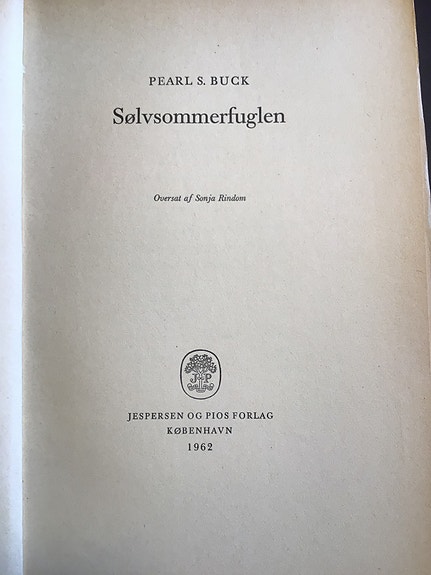 PEARL S. BUCK
Sølvsommerfuglen
Oversat af Sonja Rindom
J P
JESPERSEN OG PIOS FORLAG
KØBENHAVN
1962